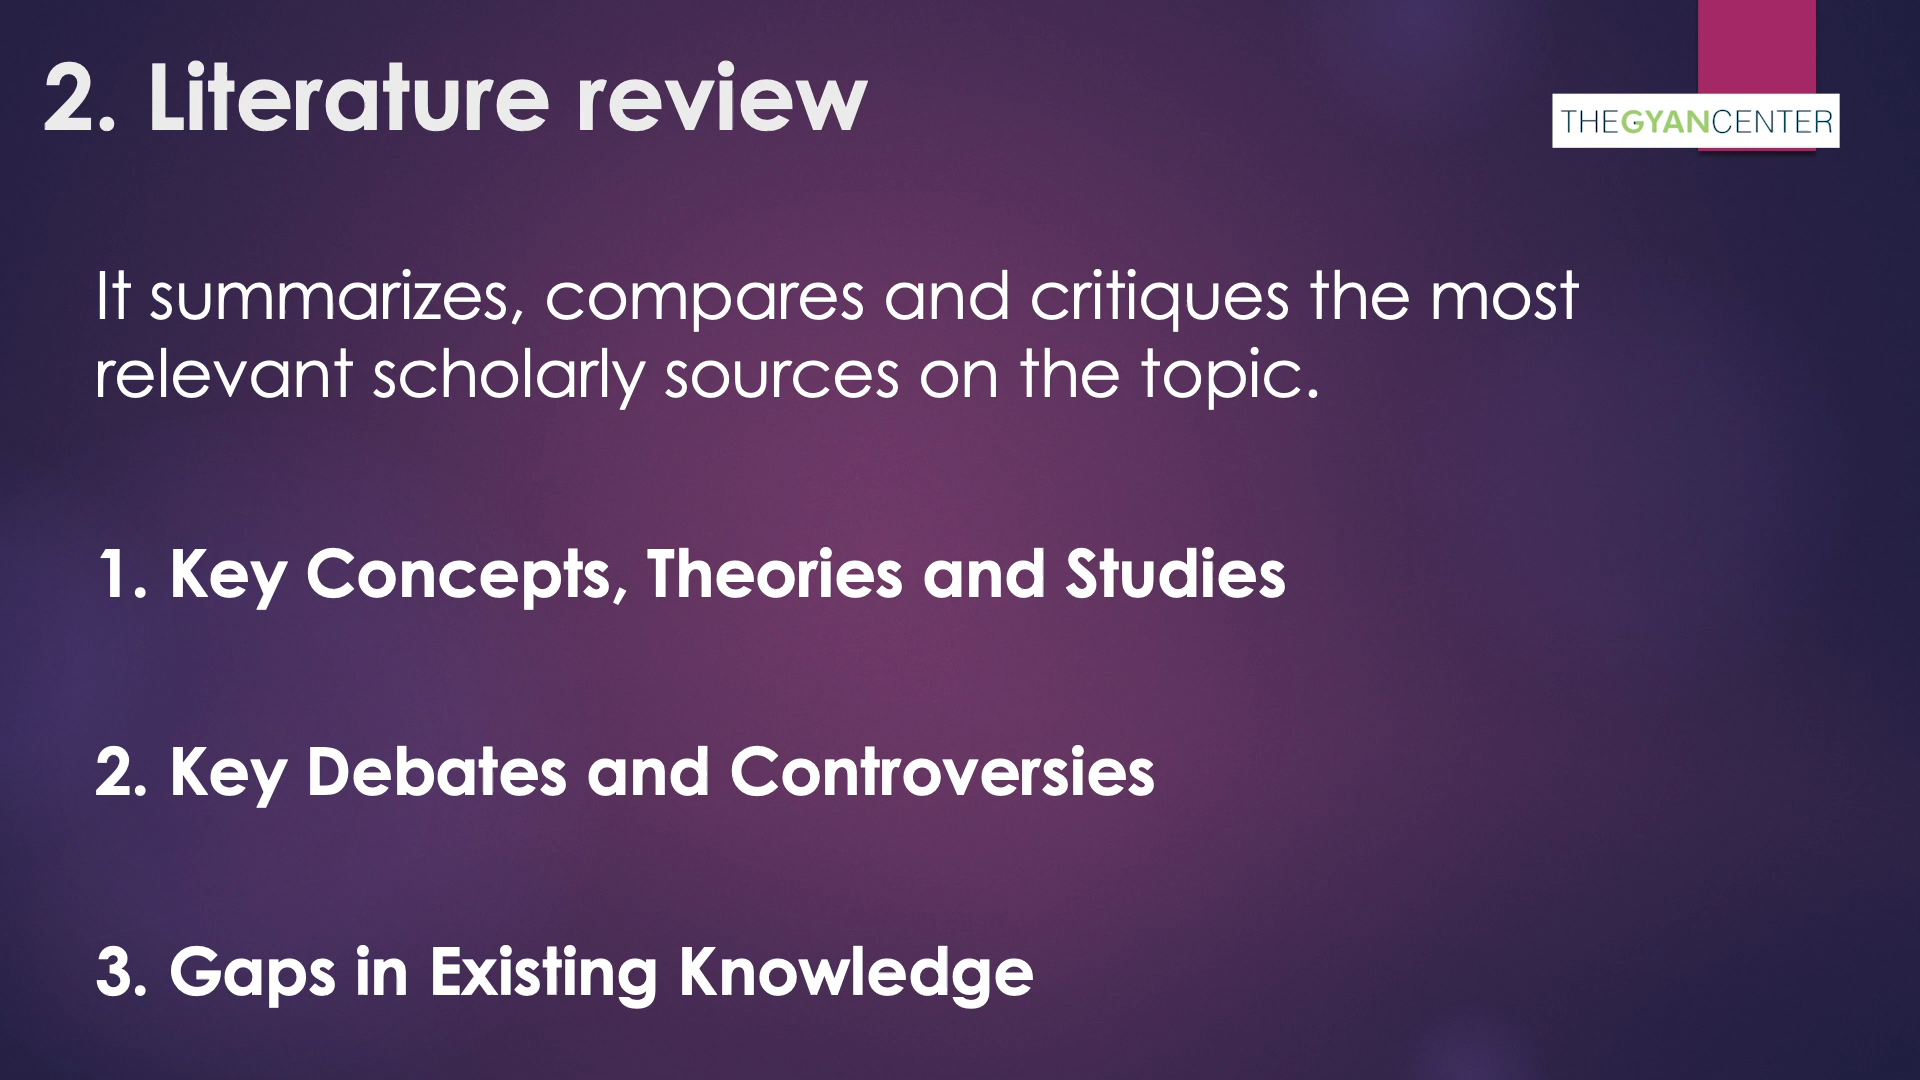 2. Literature review
THEGYANCENTER
It summarizes, compares and critiques the most
relevant scholarly sources on the topic.
1. Key Concepts, Theories and Studies
2. Key Debates and Controversies
3. Gaps in Existing Knowledge